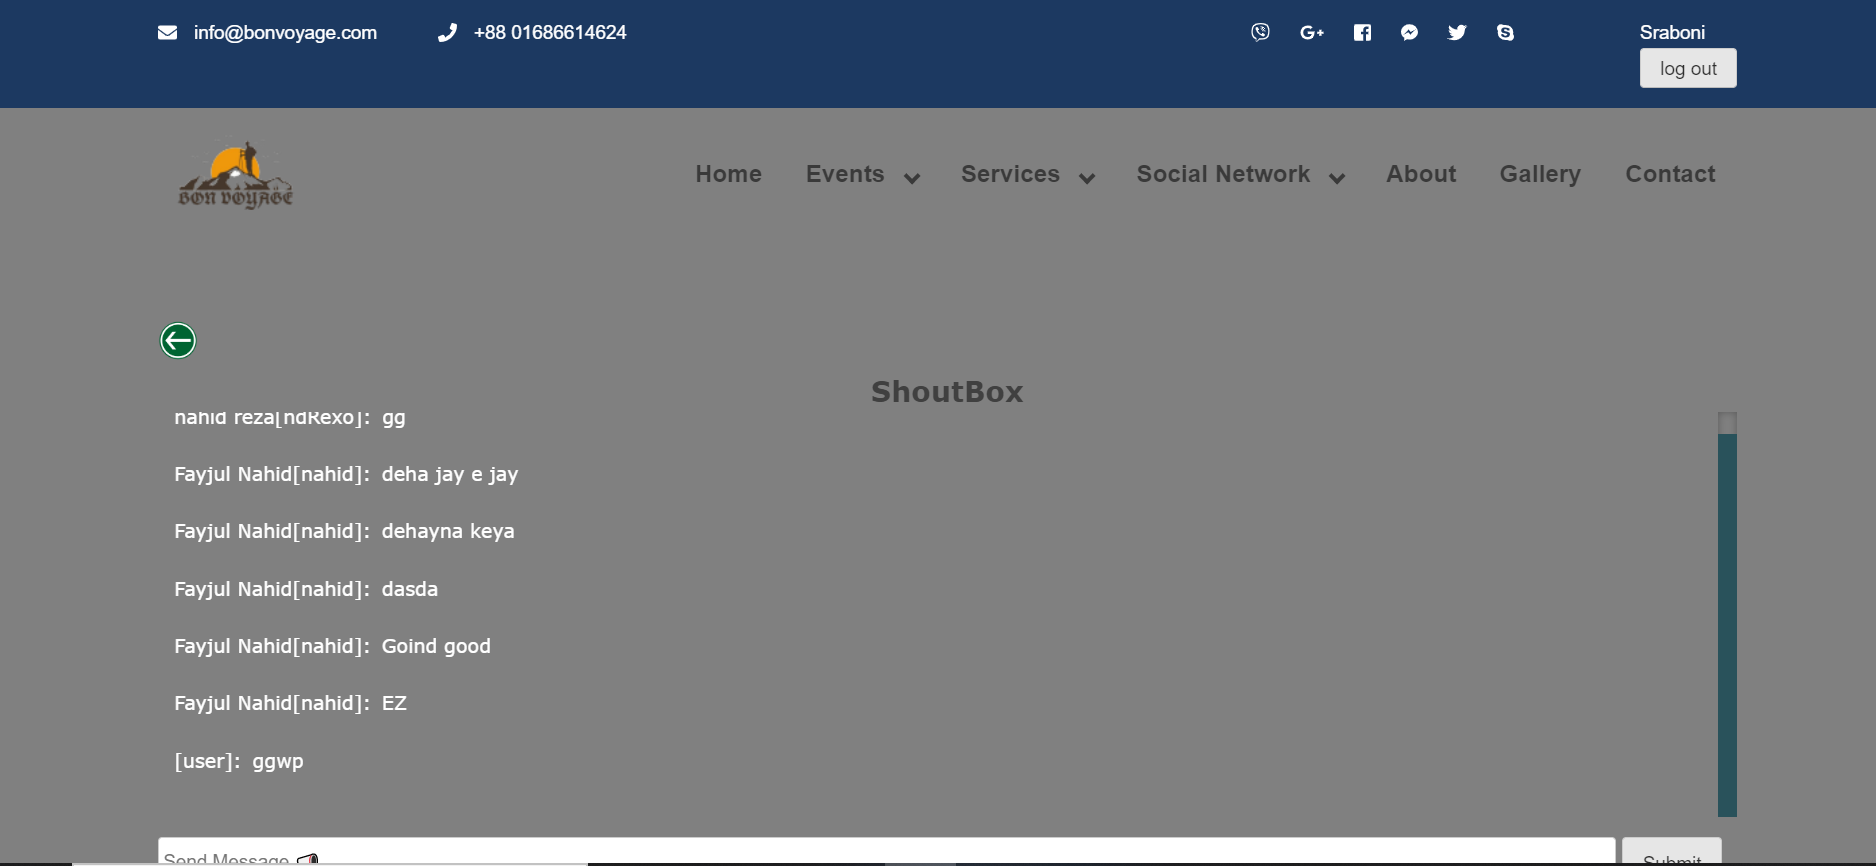 info@bonvoyage.com +88 01686614624 Sraboni
log out
BON VOYAGE
Home Events Services Social Network About Gallery Contact
ShoutBox
nahid reza[ndRexo]: gg
Fayjul Nahid[nahid]: deha jay e jay
Fayjul Nahid[nahid]: dehayna keya
Fayjul Nahid[nahid]: dasda
Fayjul Nahid[nahid]: Goind good
Fayjul Nahid[nahid]: EZ
[user]: ggwp
Send Message Submit